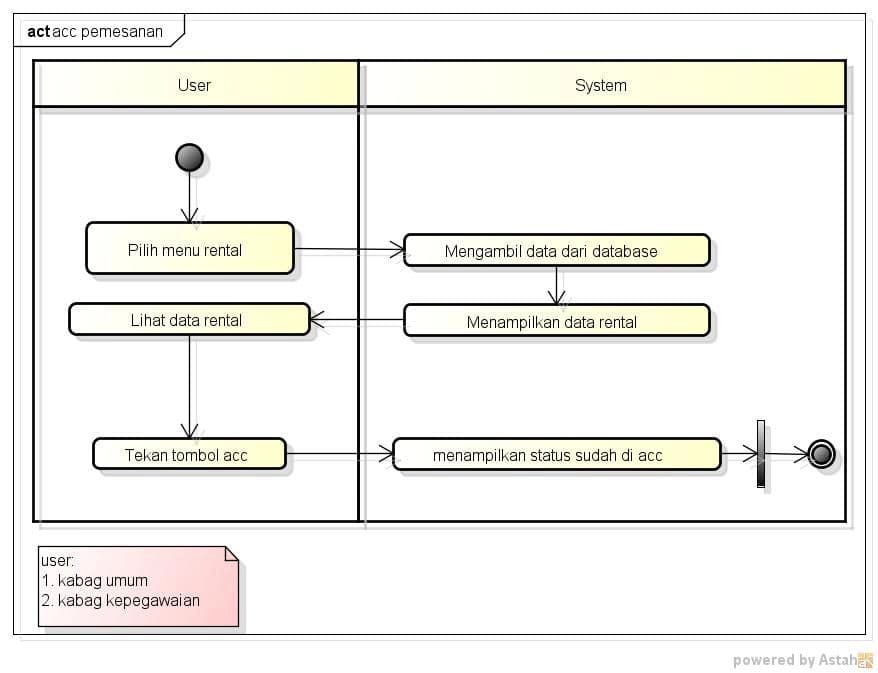 act acc pemesanan
User
System
Pilih menu rental
Mengambil data dari database
Lihat data rental
Menampilkan data rental
Tekan tombol acc
menampilkan status sudah di acc
user:
1. kabag umum
2. kabag kepegawaian
powered by Astah